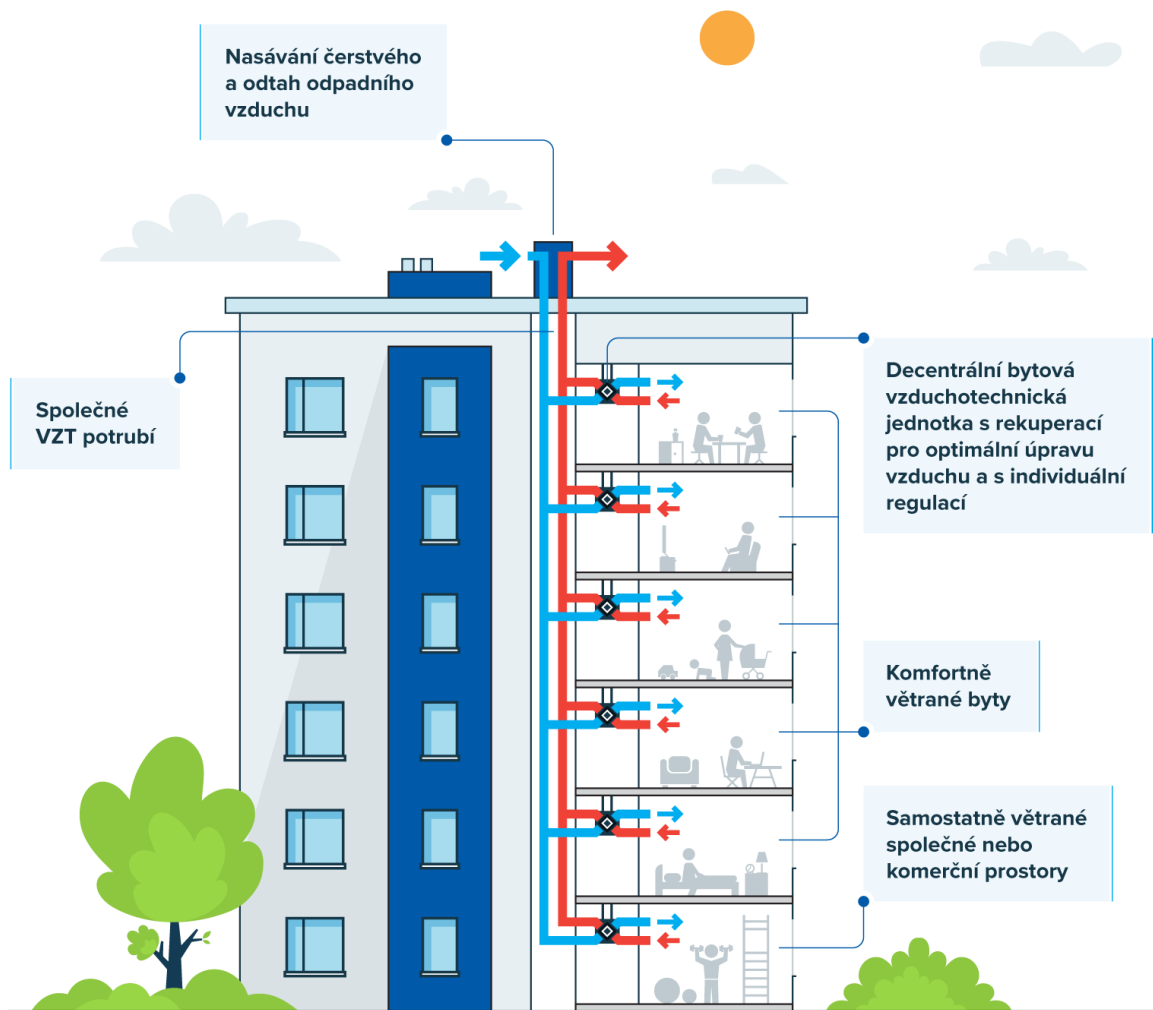 Nasávání čerstvého
a odtah odpadního
vzduchu
Společné
VZT potrubí
Decentrální bytová
vzduchotechnická
jednotka s rekuperací
pro optimální úpravu
vzduchu a s individuální
regulací
Komfortně
větrané byty
Samostatně větrané
společné nebo
komerční prostory